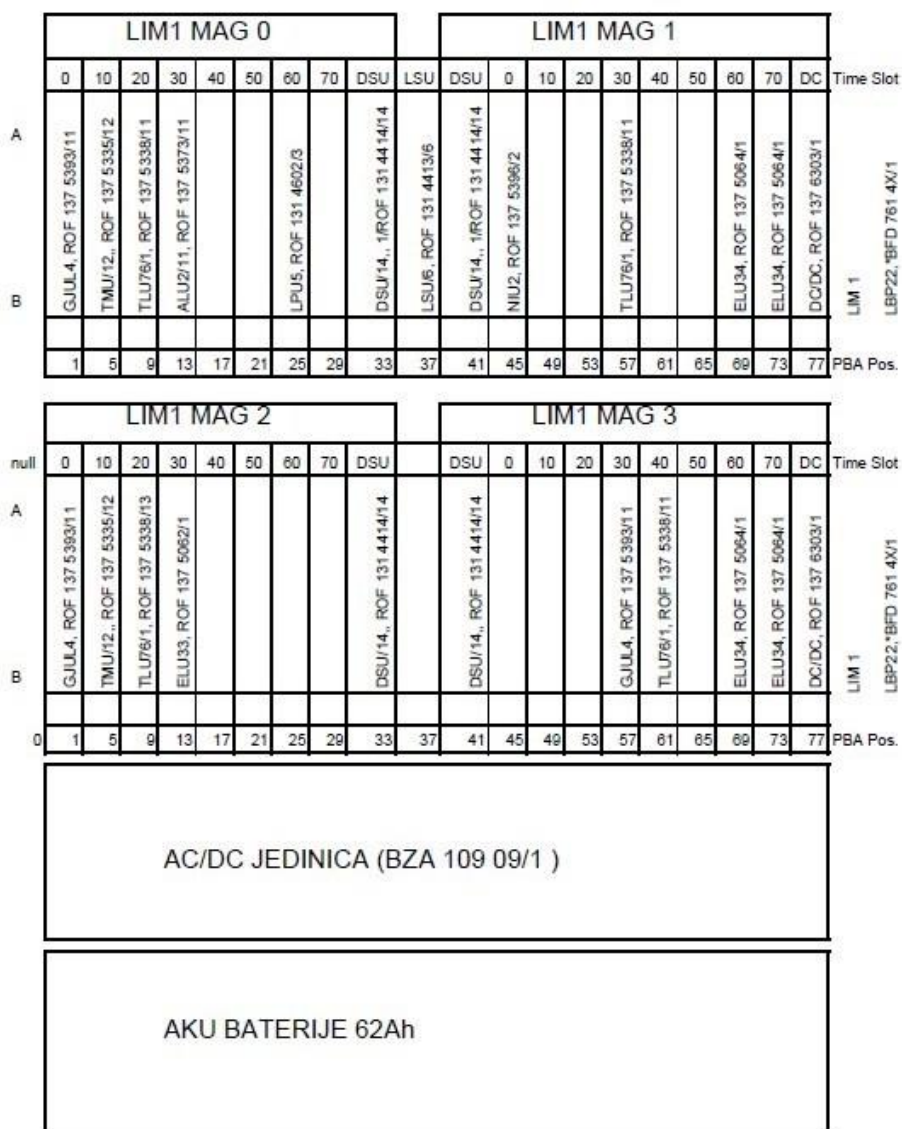 LIM1 MAG 0 LIM1 MAG 1
0 10 20 30 40 50 60 70 DSU LSU DSU 0 10 20 30 40 50 60 70 DC Time Slot
A
B
GJUL4, ROF 137 5393/11
TMU/12,, ROF 137 5335/12
TLU76/1, ROF 137 5338/11
ALU2/11, ROF 137 5373/11
LPU5, ROF 131 4602/3
DSU/14,, 1/ROF 131 4414/14
LSU/6, ROF 131 4413/6
DSU/14,, 1/ROF 131 4414/14
NIU2, ROF 137 5396/2
TLU76/1, ROF 137 5338/11
ELU34, ROF 137 5064/1
ELU34, ROF 137 5064/1
DC/DC, ROF 137 6303/1
LIM 1
LBP22,*BFD 761 4X/1
1 5 9 13 17 21 25 29 33 37 41 45 49 53 57 61 65 69 73 77 PBA Pos.
LIM1 MAG 2 LIM1 MAG 3
null 0 10 20 30 40 50 60 70 DSU DSU 0 10 20 30 40 50 60 70 DC Time Slot
A
B
GJUL4, ROF 137 5393/11
TMU/12,, ROF 137 5335/12
TLU76/1, ROF 137 5338/13
ELU33, ROF 137 5062/1
DSU/14,, ROF 131 4414/14
DSU/14,, ROF 131 4414/14
GJUL4, ROF 137 5393/11
TLU76/1, ROF 137 5338/11
ELU34, ROF 137 5064/1
ELU34, ROF 137 5064/1
DC/DC, ROF 137 6303/1
LIM 1
LBP22,*BFD 761 4X/1
0 1 5 9 13 17 21 25 29 33 37 41 45 49 53 57 61 65 69 73 77 PBA Pos.
AC/DC JEDINICA (BZA 109 09/1 )
AKU BATERIJE 62Ah